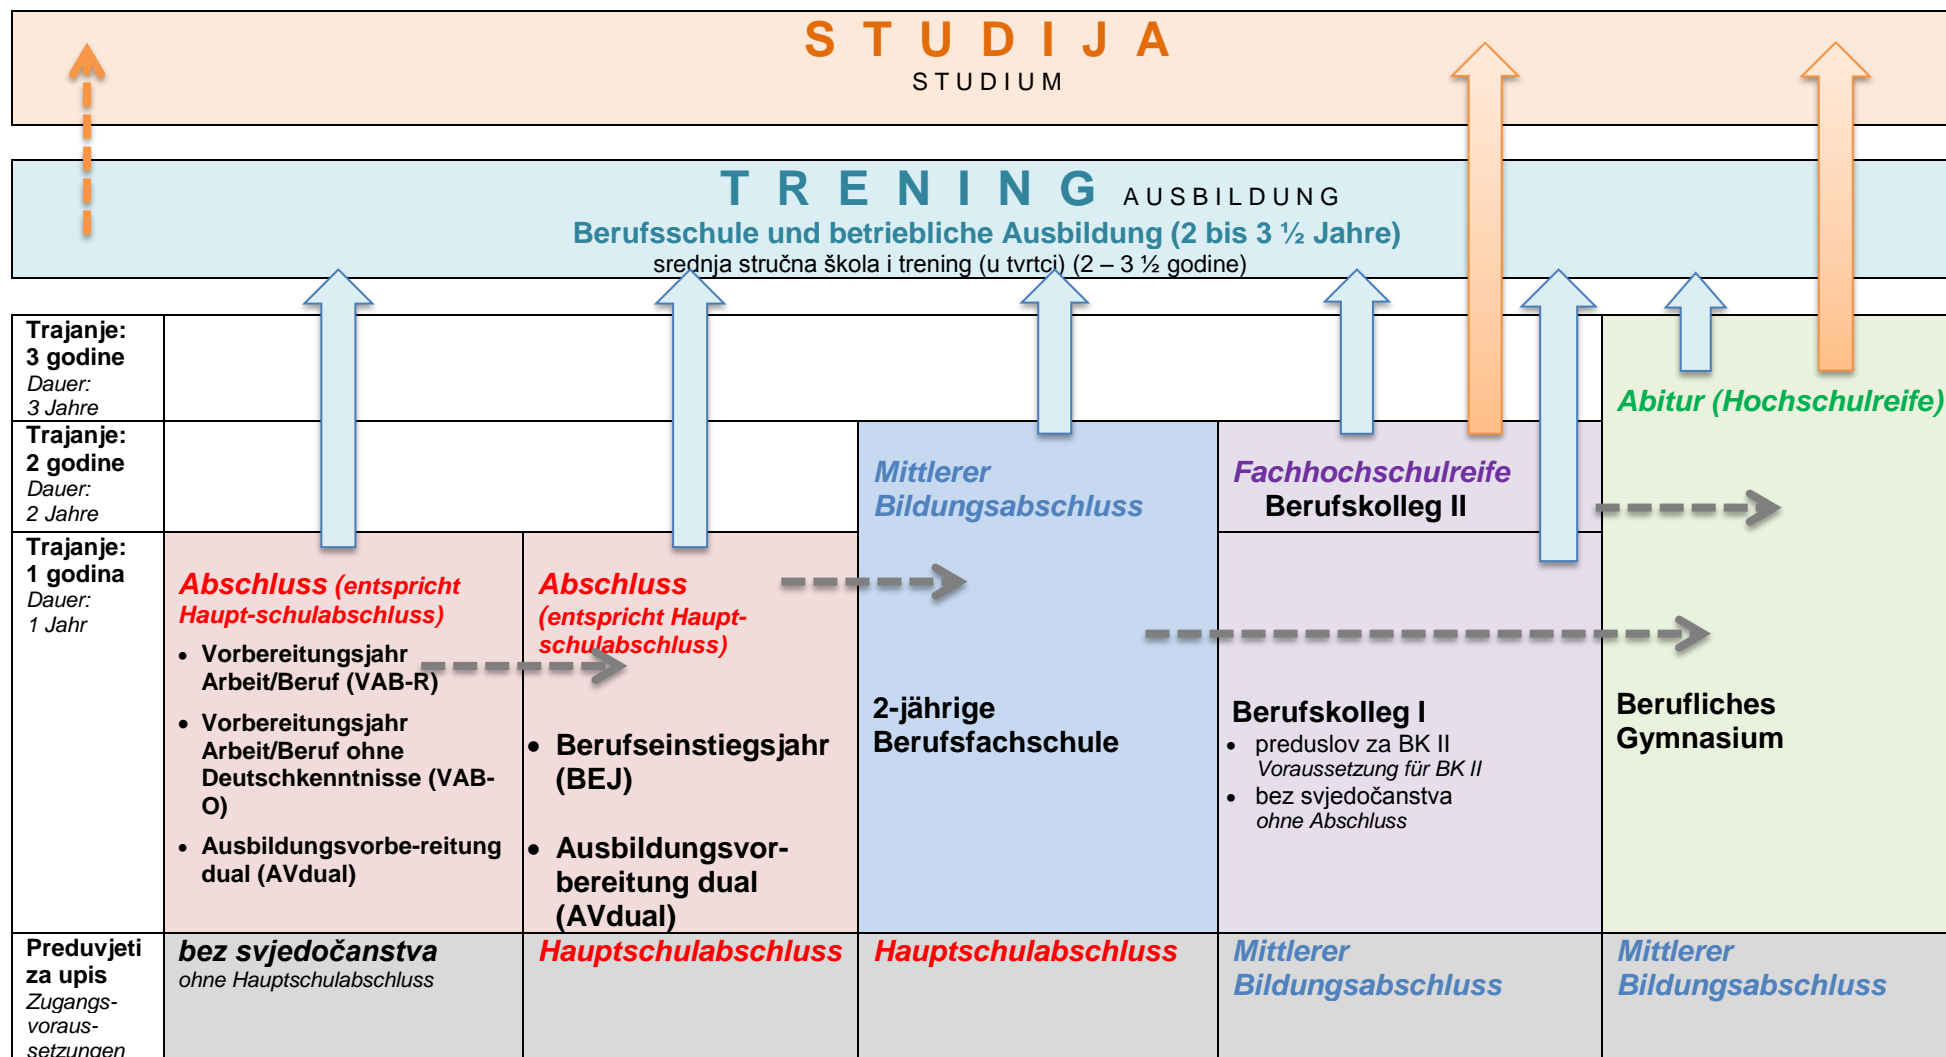 S T U D I J A
S T U D I U M
T R E N I N G A U S B I L D U N G
Berufsschule und betriebliche Ausbildung (2 bis 3 ½ Jahre)
srednja stručna škola i trening (u tvrtci) (2 – 3 ½ godine)
Trajanje:
3 godine
Dauer:
3 Jahre
Abitur (Hochschulreife)
Trajanje:
2 godine
Dauer:
2 Jahre
Mittlerer
Bildungsabschluss
Fachhochschulreife
Berufskolleg II
Trajanje:
1 godina
Dauer:
1 Jahr
Abschluss (entspricht
Haupt-schulabschluss)
• Vorbereitungsjahr
Arbeit/Beruf (VAB-R)
• Vorbereitungsjahr
Arbeit/Beruf ohne
Deutschkenntnisse (VAB-
O)
• Ausbildungsvorbe-reitung
dual (AVdual)
Abschluss
(entspricht Haupt-
schulabschluss)
• Berufseinstiegsjahr
(BEJ)
• Ausbildungsvor-
bereitung dual
(AVdual)
2-jährige
Berufsfachschule
Berufskolleg I
• preduslov za BK II
Voraussetzung für BK II
• bez svjedočanstva
ohne Abschluss
Berufliches
Gymnasium
Preduvjeti
za upis
Zugangs-
voraus-
setzungen
bez svjedočanstva
ohne Hauptschulabschluss
Hauptschulabschluss
Hauptschulabschluss
Mittlerer
Bildungsabschluss
Mittlerer
Bildungsabschluss